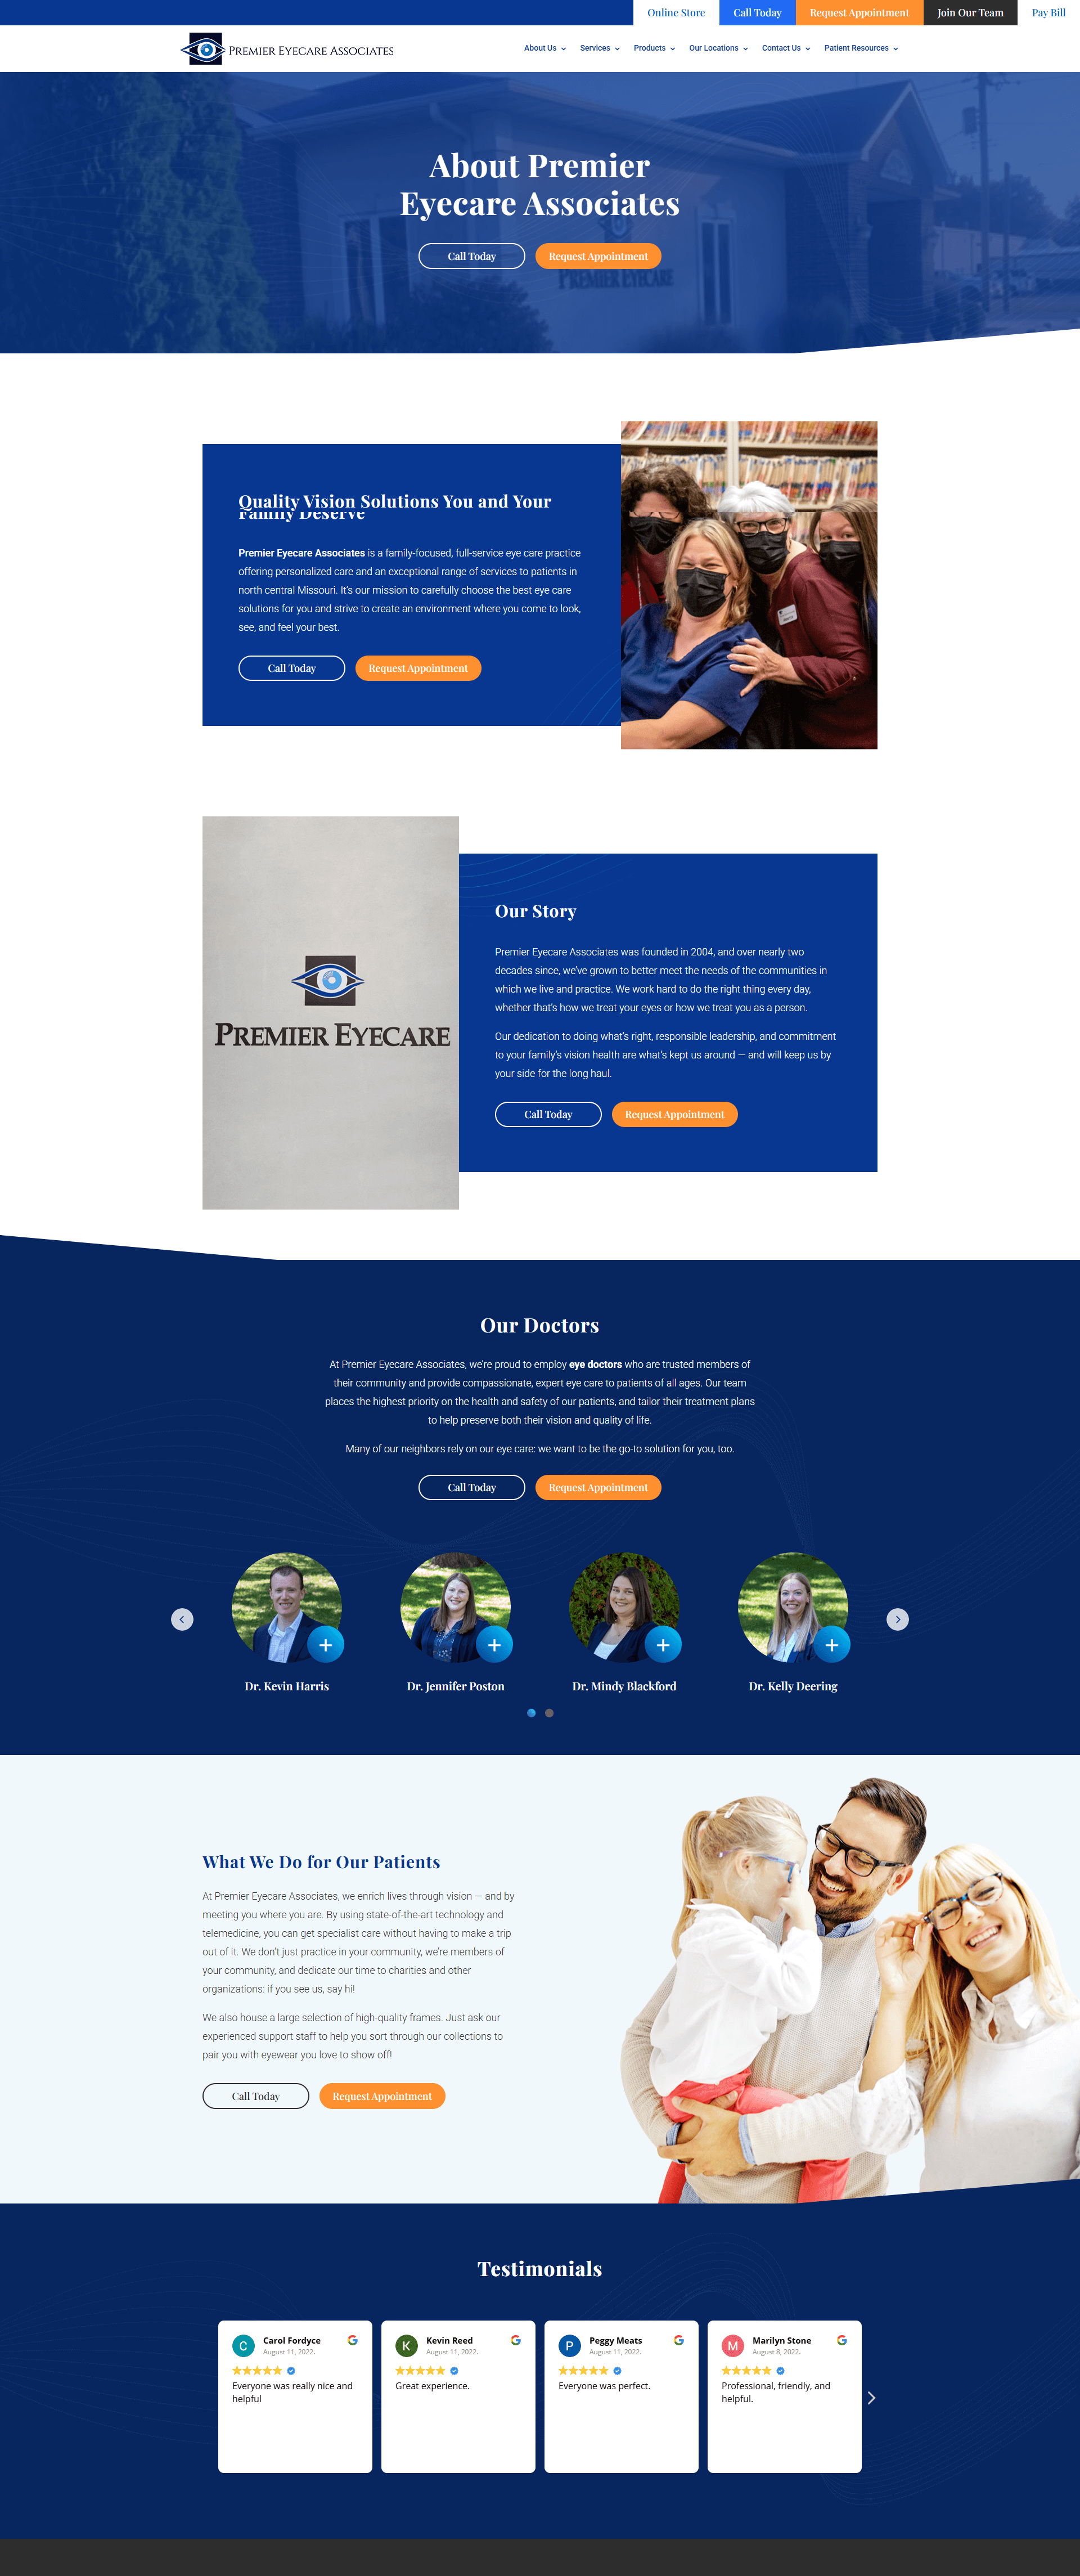 Online Store
Call Today
Request Appointment
Join Our Team
Pay Bill
PREMIER EYECARE ASSOCIATES
About Us
Services
Products
Our Locations
Contact Us
Patient Resources
About Premier
Eyecare Associates
Call Today
Request Appointment
PREMIER EYECARE
Quality Vision Solutions You and Your
Family Deserve
Premier Eyecare Associates is a family-focused, full-service eye care practice
offering personalized care and an exceptional range of services to patients in
north central Missouri. It's our mission to carefully choose the best eye care
solutions for you and strive to create an environment where you come to look,
see, and feel your best.
Call Today
Request Appointment
PREMIER EYECARE
Our Story
Premier Eyecare Associates was founded in 2004, and over nearly two
decades since, we've grown to better meet the needs of the communities in
which we live and practice. We work hard to do the right thing every day,
whether that's how we treat your eyes or how we treat you as a person.
Our dedication to doing what's right, responsible leadership, and commitment
to your family's vision health are what's kept us around — and will keep us by
your side for the long haul.
Call Today
Request Appointment
Our Doctors
At Premier Eyecare Associates, we're proud to employ eye doctors who are trusted members of
their community and provide compassionate, expert eye care to patients of all ages. Our team
places the highest priority on the health and safety of our patients, and tailor their treatment plans
to help preserve both their vision and quality of life.
Many of our neighbors rely on our eye care: we want to be the go-to solution for you, too.
Call Today
Request Appointment
Dr. Kevin Harris
Dr. Jennifer Poston
Dr. Mindy Blackford
Dr. Kelly Deering
What We Do for Our Patients
At Premier Eyecare Associates, we enrich lives through vision — and by
meeting you where you are. By using state-of-the-art technology and
telemedicine, you can get specialist care without having to make a trip
out of it. We don't just practice in your community, we're members of
your community, and dedicate our time to charities and other
organizations: if you see us, say hi!
We also house a large selection of high-quality frames. Just ask our
experienced support staff to help you sort through our collections to
pair you with eyewear you love to show off!
Call Today
Request Appointment
Testimonials
C
Carol Fordyce
August 11, 2022.
Everyone was really nice and
helpful
K
Kevin Reed
August 11, 2022.
Great experience.
P
Peggy Meats
August 11, 2022.
Everyone was perfect.
M
Marilyn Stone
August 8, 2022.
Professional, friendly, and
helpful.